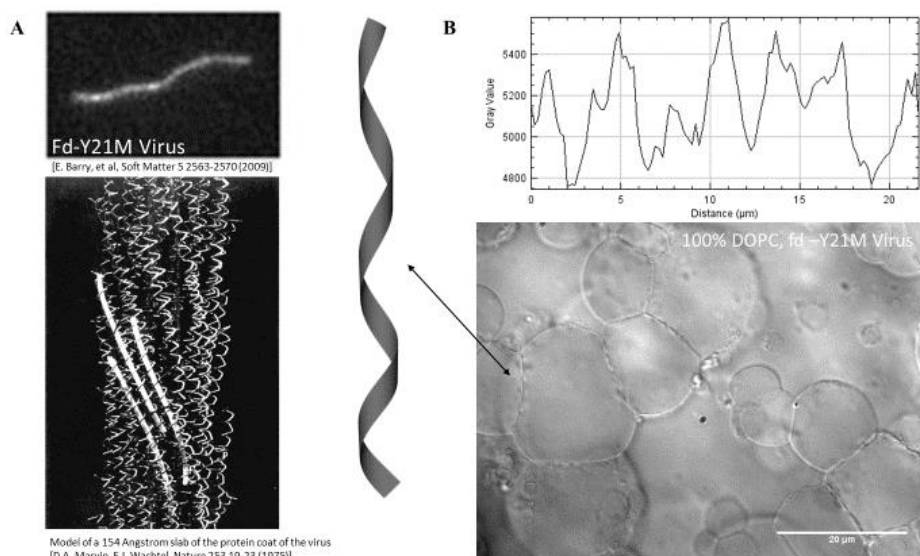 A
Fd-Y21M Virus
[E. Barry, et al, Soft Matter 5 2563-2570 (2009)]
Model of a 154 Angstrom slab of the protein coat of the virus
[D.A. Marvin, E.J. Wachtel, Nature 253 19-23 (1975)]
B
5400
5200
5000
4800
Gray Value
0
5
10
15
20
Distance (µm)
100% DOPC, fd –Y21M Virus
20 µm